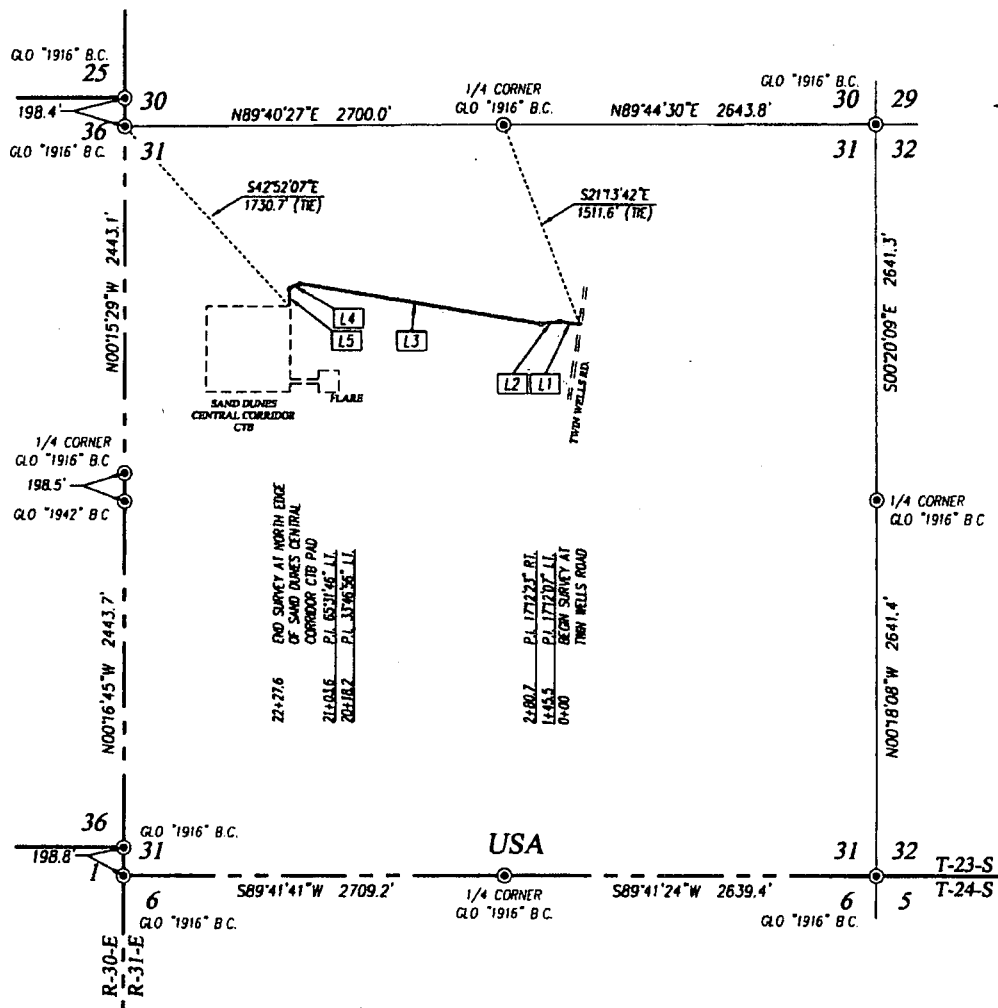 GLO "1916" B.C.
25
30
198.4'
36
GLO "1916" B.C.
31
N89°40'27"E 2700.0'
1/4 CORNER
GLO "1916" B.C.
N89°44'30"E 2643.8'
GLO "1916" B.C.
30 29
31 32
S42°52'07"E
1730.7' (TIE)
S21°13'42"E
1511.6' (TIE)
N00°15'29"W 2443.1'
S00°20'09"E 2641.3'
L4
L5
L3
L2
L1
FLARE
SAND DUNES
CENTRAL CORRIDOR
CTB
TWIN WELLS RD.
1/4 CORNER
GLO "1916" B.C
198.5'
GLO "1942" B C
1/4 CORNER
GLO "1916" B C
22+27.6 END SURVEY AT NORTH EDGE
OF SAND DUNES CENTRAL
CORRIDOR CTB PAD
21+03.6 P.I. 65°31'46" LT.
20+18.2 P.I. 33°46'56" LT.
2+80.7 P.I. 17°12'23" RT.
1+45.5 P.I. 17°12'07" LT.
0+00 BEGIN SURVEY AT
TWIN WELLS ROAD
N00°16'45"W 2443.7'
N00°18'08"W 2641.4'
36
GLO "1916" B.C.
31
198.8'
1
6
GLO "1916" B.C.
S89°41'41"W 2709.2'
USA
1/4 CORNER
GLO "1916" B C.
S89°41'24"W 2639.4'
31 32
6 5
GLO "1916" B C.
T-23-S
T-24-S
R-30-E
R-31-E